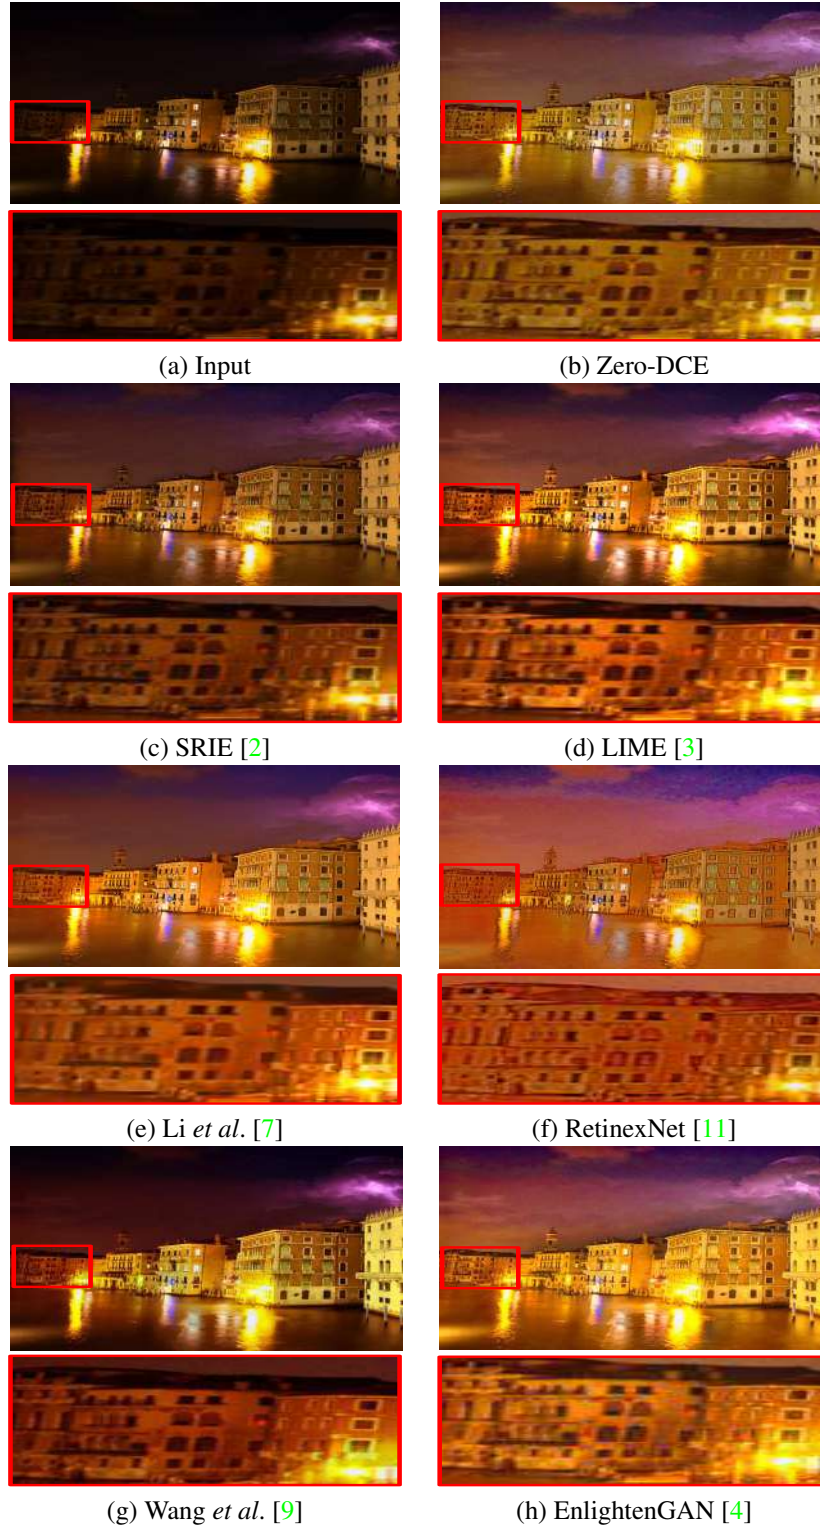 (a) Input
(b) Zero-DCE
(c) SRIE [2]
(d) LIME [3]
(e) Li et al. [7]
(f) RetinexNet [11]
(g) Wang et al. [9]
(h) EnlightenGAN [4]